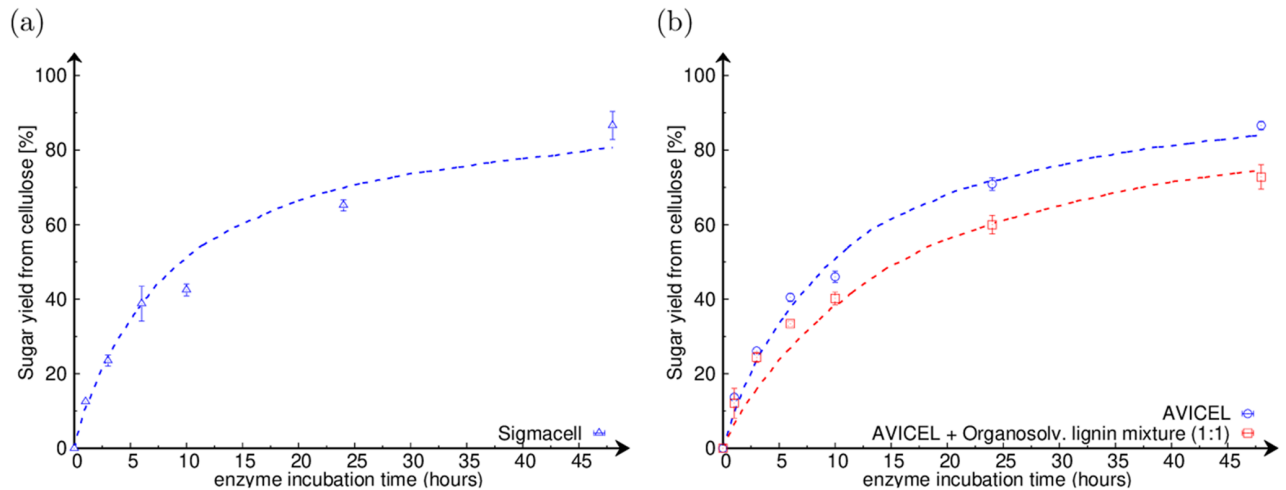 (a)
100
80
60
40
20
0
Sugar yield from cellulose [%]
0 5 10 15 20 25 30 35 40 45
enzyme incubation time (hours)
Sigmacell
(b)
100
80
60
40
20
0
Sugar yield from cellulose [%]
0 5 10 15 20 25 30 35 40 45
enzyme incubation time (hours)
AVICEL
AVICEL + Organosolv. lignin mixture (1:1)